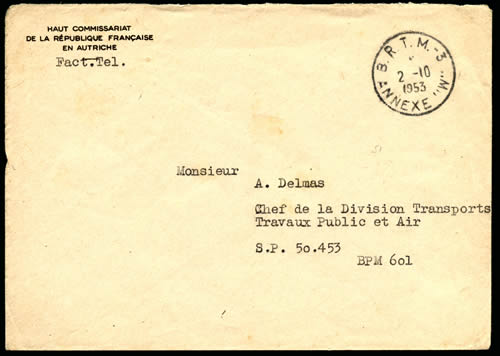 HAUT COMMISSARIAT
DE LA RÉPUBLIQUE FRANÇAISE
EN AUTRICHE
Fact.Tel.
B.R.T.M.-3
2 -10
1953
ANNEXE "M"
Monsieur
A. Delmas
Chef de la Division Transports
Travaux Public et Air
S.P. 50.453
BPM 601